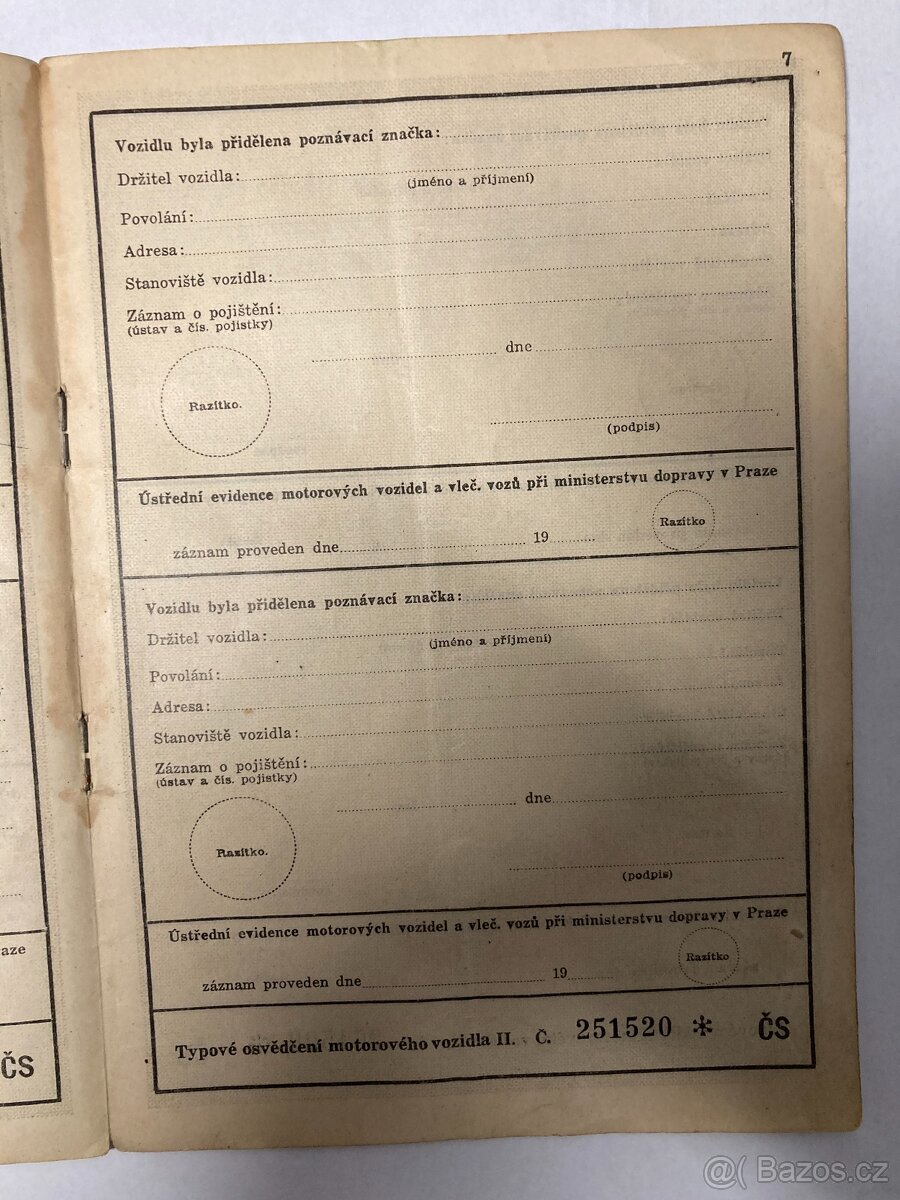 7
Vozidlu byla přidělena poznávací značka:
Držitel vozidla:
(jméno a příjmení)
Povolání:
Adresa:
Stanoviště vozidla:
Záznam o pojištění:
(ústav a čís. pojistky)
dne
Razítko.
(podpis)
Ústřední evidence motorových vozidel a vleč. vozů při ministerstvu dopravy v Praze
záznam proveden dne 19
Razítko
Vozidlu byla přidělena poznávací značka:
Držitel vozidla:
(jméno a příjmení)
Povolání:
Adresa:
Stanoviště vozidla:
Záznam o pojištění:
(ústav a čís. pojistky)
dne
Razítko.
(podpis)
Ústřední evidence motorových vozidel a vleč. vozů při ministerstvu dopravy v Praze
záznam proveden dne 19
Razítko
Typové osvědčení motorového vozidla II. Č. 251520 * ČS
aze
ČS
@( Bazos.cz